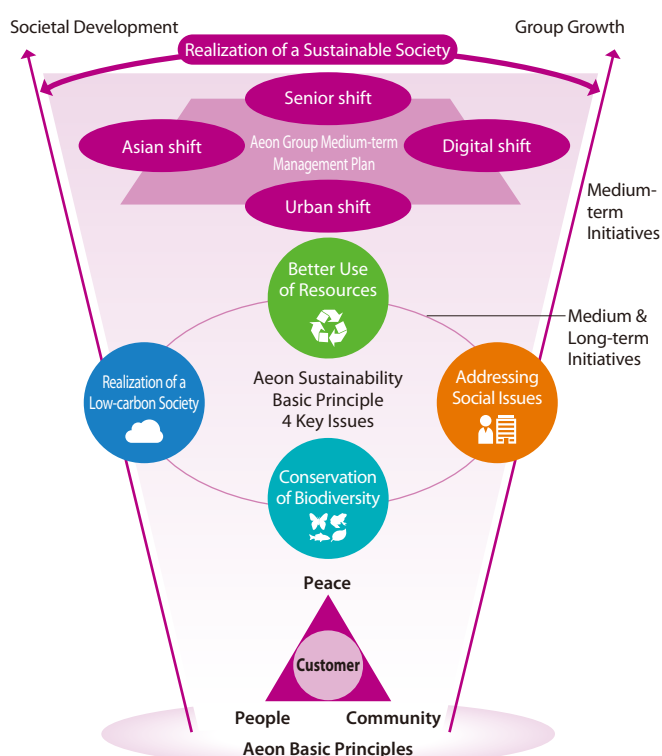 Societal Development
Group Growth
Realization of a Sustainable Society
Senior shift
Asian shift
Aeon Group Medium-term
Management Plan
Digital shift
Urban shift
Medium-
term
Initiatives
Better Use
of Resources
Medium &
Long-term
Initiatives
Realization of a
Low-carbon Society
Aeon Sustainability
Basic Principle
4 Key Issues
Addressing
Social Issues
Conservation
of Biodiversity
Peace
Customer
People
Community
Aeon Basic Principles